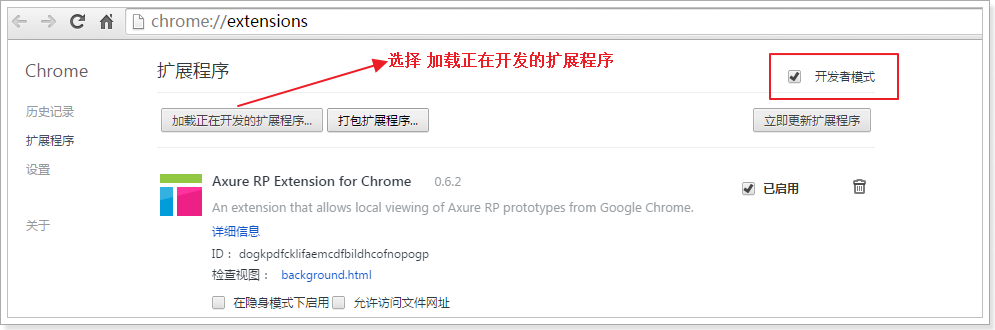 chrome://extensions
Chrome
扩展程序
选择 加载正在开发的扩展程序
开发者模式
历史记录
扩展程序
设置
关于
加载正在开发的扩展程序...
打包扩展程序...
立即更新扩展程序
Axure RP Extension for Chrome 0.6.2
已启用
An extension that allows local viewing of Axure RP prototypes from Google Chrome.
详细信息
ID： dogkpdfcklifaemcdfbildhcofnopogp
检查视图： background.html
在隐身模式下启用 允许访问文件网址